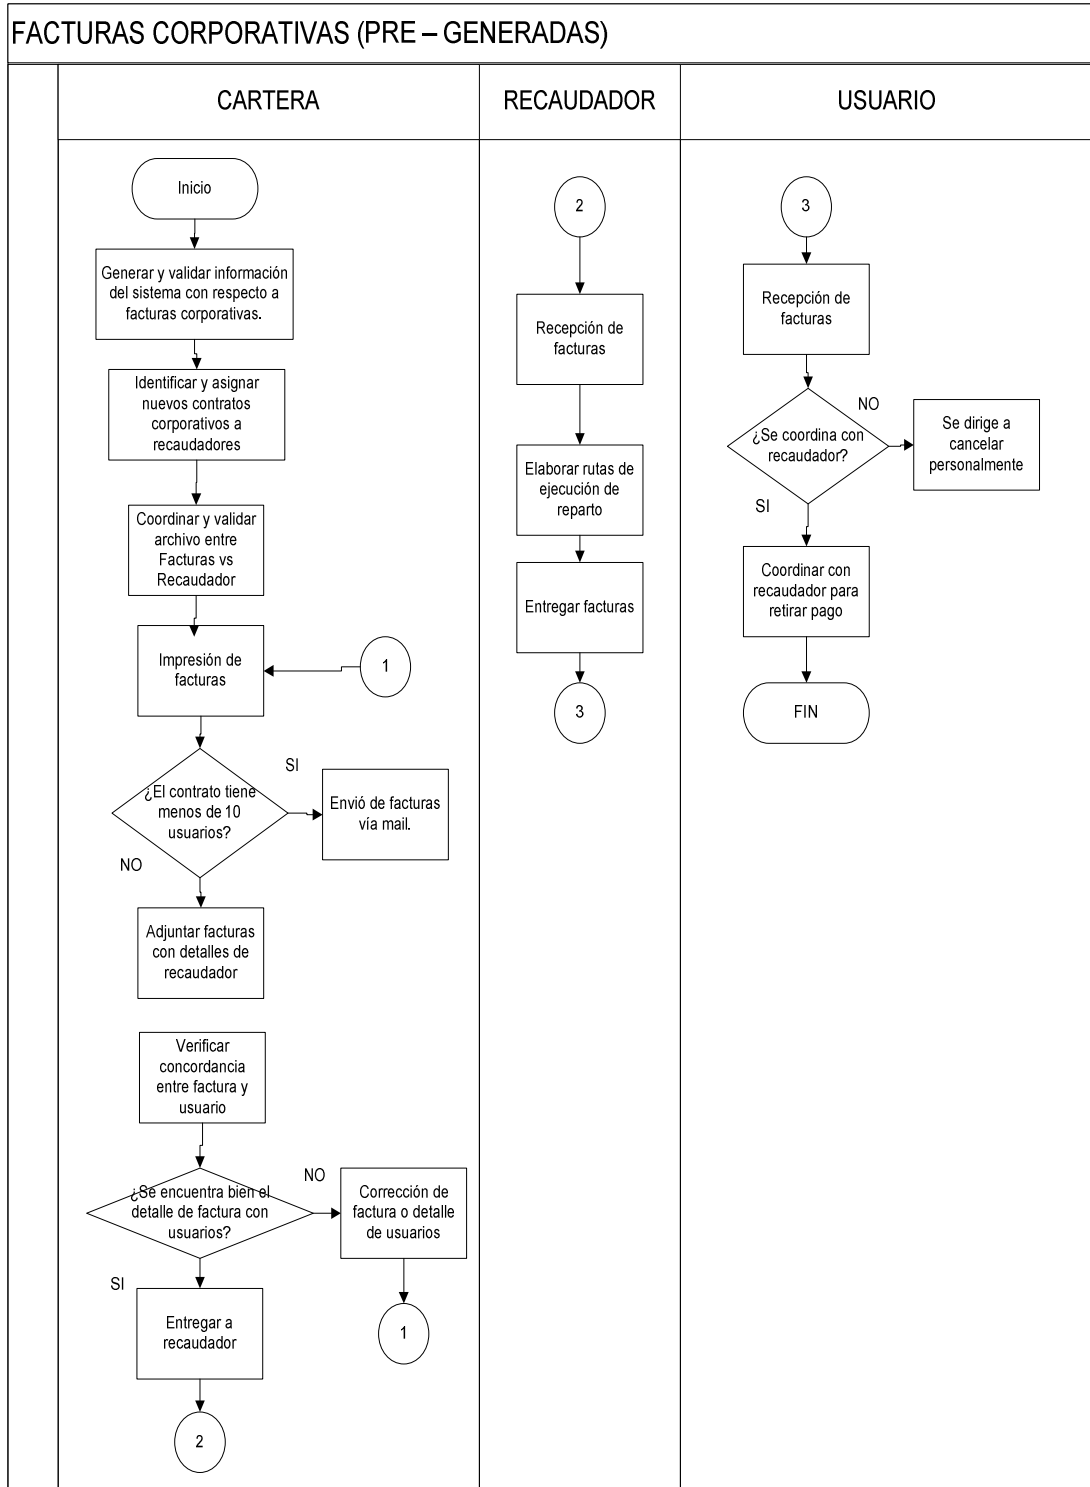 FACTURAS CORPORATIVAS (PRE – GENERADAS)
CARTERA
RECAUDADOR
USUARIO
Inicio
Generar y validar información
del sistema con respecto a
facturas corporativas.
Identificar y asignar
nuevos contratos
corporativos a
recaudadores
Coordinar y validar
archivo entre
Facturas vs
Recaudador
Impresión de
facturas
1
¿El contrato tiene
menos de 10
usuarios?
SI
Envió de facturas
vía mail.
NO
Adjuntar facturas
con detalles de
recaudador
Verificar
concordancia
entre factura y
usuario
¿Se encuentra bien el
detalle de factura con
usuarios?
NO
Corrección de
factura o detalle
de usuarios
1
SI
Entregar a
recaudador
2
2
Recepción de
facturas
Elaborar rutas de
ejecución de
reparto
Entregar facturas
3
3
Recepción de
facturas
¿Se coordina con
recaudador?
NO
Se dirige a
cancelar
personalmente
SI
Coordinar con
recaudador para
retirar pago
FIN